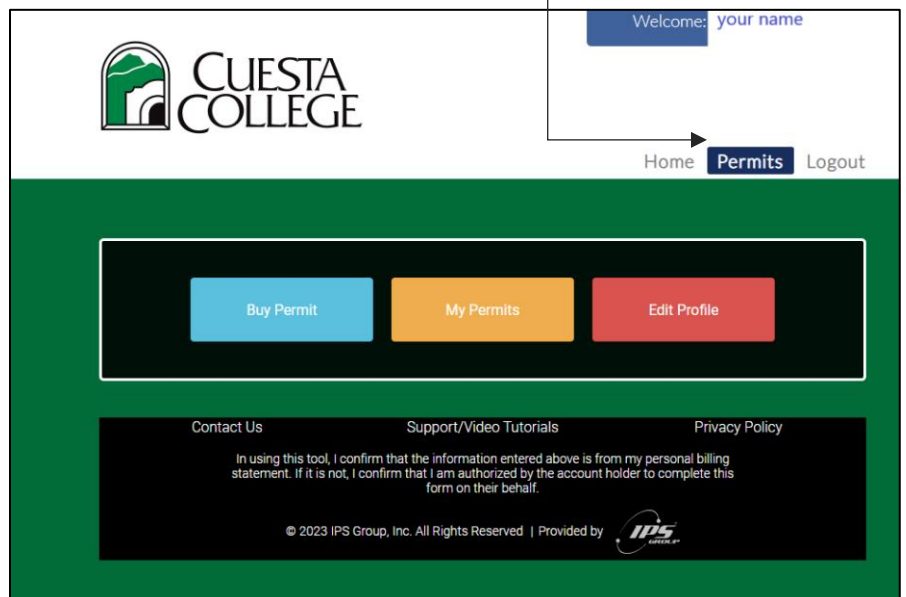 Welcome: your name
CUESTA
COLLEGE
Home Permits Logout
Buy Permit My Permits Edit Profile
Contact Us Support/Video Tutorials Privacy Policy
In using this tool, I confirm that the information entered above is from my personal billing
statement. If it is not, I confirm that I am authorized by the account holder to complete this
form on their behalf.
© 2023 IPS Group, Inc. All Rights Reserved | Provided by IPS
GROUP